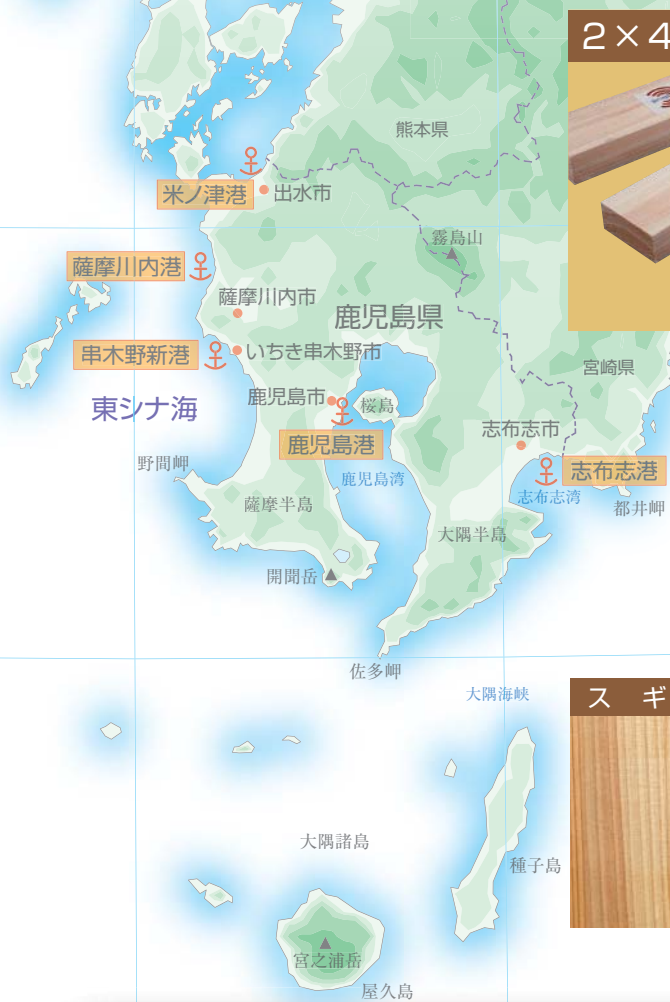 2×4
熊本県
米ノ津港
出水市
霧島山
薩摩川内港
薩摩川内市
鹿児島県
串木野新港
いちき串木野市
宮崎県
東シナ海
鹿児島市
桜島
鹿児島港
志布志市
野間岬
鹿児島湾
志布志港
志布志湾
都井岬
薩摩半島
大隅半島
開聞岳
佐多岬
大隅海峡
スギ
大隅諸島
種子島
宮之浦岳
屋久島